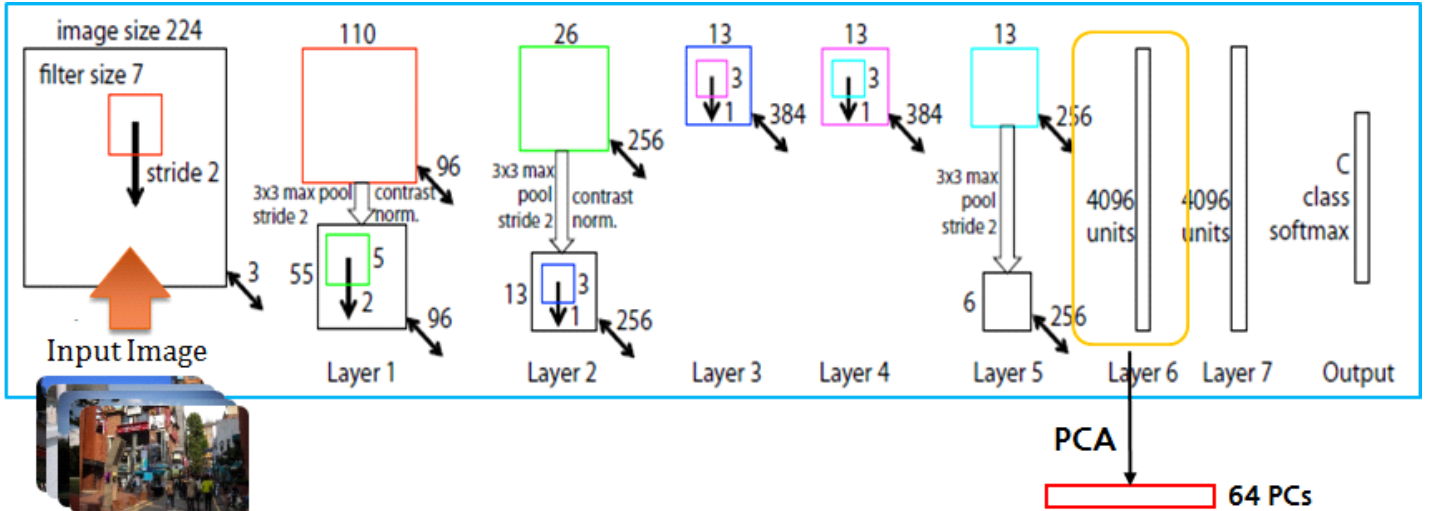 image size 224
filter size 7
stride 2
3
Input Image
110
96
3x3 max pool
stride 2
contrast
norm.
55
5
2
96
Layer 1
26
256
3x3 max
pool
stride 2
contrast
norm.
13
3
1
256
Layer 2
13
3
1
384
Layer 3
13
3
1
384
Layer 4
13
256
3x3 max
pool
stride 2
6
256
Layer 5
4096
units
Layer 6
4096
units
Layer 7
C
class
softmax
Output
PCA
64 PCs